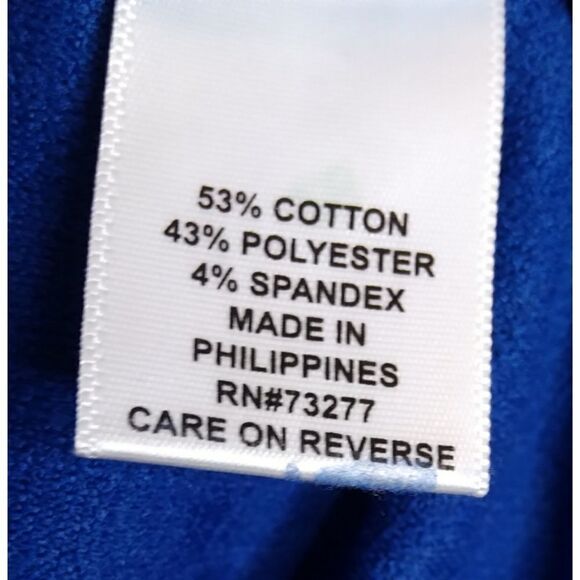 53% COTTON
43% POLYESTER
4% SPANDEX
MADE IN
PHILIPPINES
RN#73277
CARE ON REVERSE